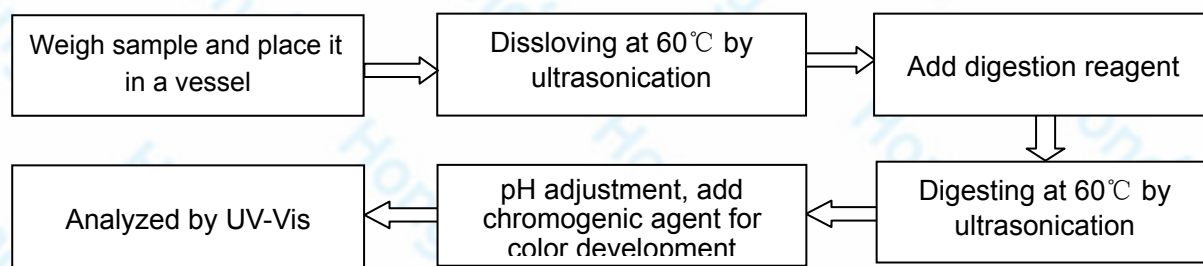 Weigh sample and place it
in a vessel
Dissloving at 60℃ by
ultrasonication
Add digestion reagent
Digesting at 60℃ by
ultrasonication
pH adjustment, add
chromogenic agent for
color development
Analyzed by UV-Vis